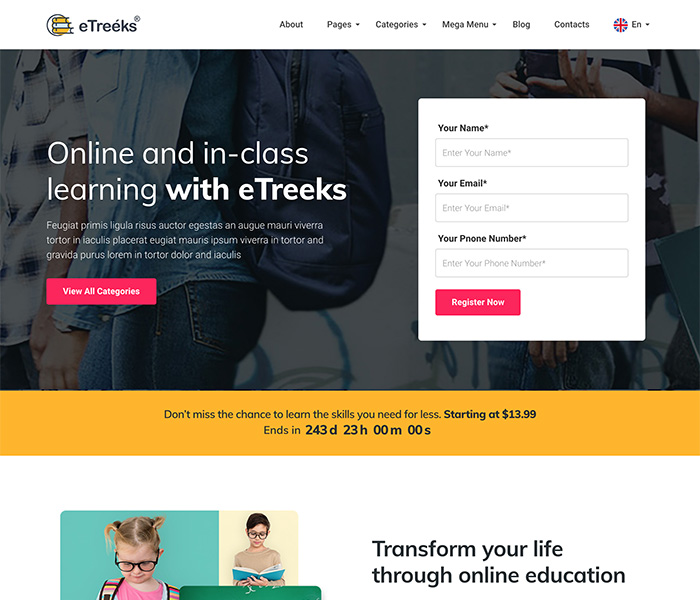 eTreeks®
About Pages Categories Mega Menu Blog Contacts En
Online and in-class
learning with eTreeks
Feugiat primis ligula risus auctor egestas an augue mauri viverra
tortor in iaculis placerat eugiat mauris ipsum viverra in tortor and
gravida purus lorem in tortor dolor and iaculis
View All Categories
Your Name*
Enter Your Name*
Your Email*
Enter Your Email*
Your Pnone Number*
Enter Your Phone Number*
Register Now
Don't miss the chance to learn the skills you need for less. Starting at $13.99
Ends in 243 d 23 h 00 m 00 s
Transform your life
through online education